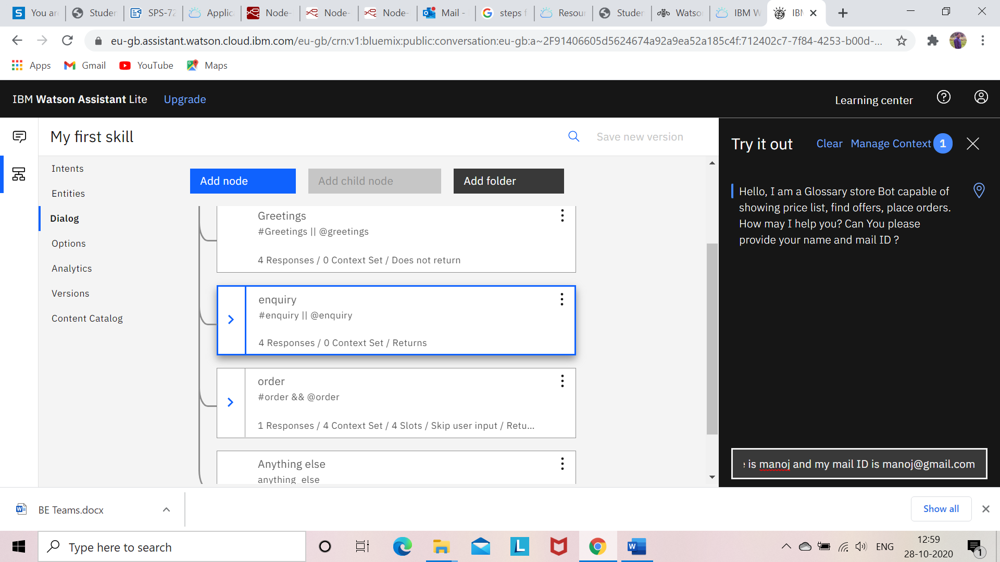 You ar
Studen
SPS-72
Applic
Node-
Node-
Node-
Mail -
steps f
Resour
Studen
Watso
IBM W
IBM
eu-gb.assistant.watson.cloud.ibm.com/eu-gb/crn:v1:bluemix:public:conversation:eu-gb:a~2F91406605d5624674a92a9ea52a185c4f:712402c7-7f84-4253-b00d-...
Apps
Gmail
YouTube
Maps
IBM Watson Assistant Lite
Upgrade
Learning center
My first skill
Save new version
Intents
Entities
Dialog
Options
Analytics
Versions
Content Catalog
Add node
Add child node
Add folder
Greetings
#Greetings || @greetings
4 Responses / 0 Context Set / Does not return
enquiry
#enquiry || @enquiry
4 Responses / 0 Context Set / Returns
order
#order && @order
1 Responses / 4 Context Set / 4 Slots / Skip user input / Retu...
Anything else
anything_else
Try it out
Clear
Manage Context 1
Hello, I am a Glossary store Bot capable of
showing price list, find offers, place orders.
How may I help you? Can You please
provide your name and mail ID ?
is manoj and my mail ID is manoj@gmail.com
BE Teams.docx
Show all
Type here to search
ENG
12:59
28-10-2020
1